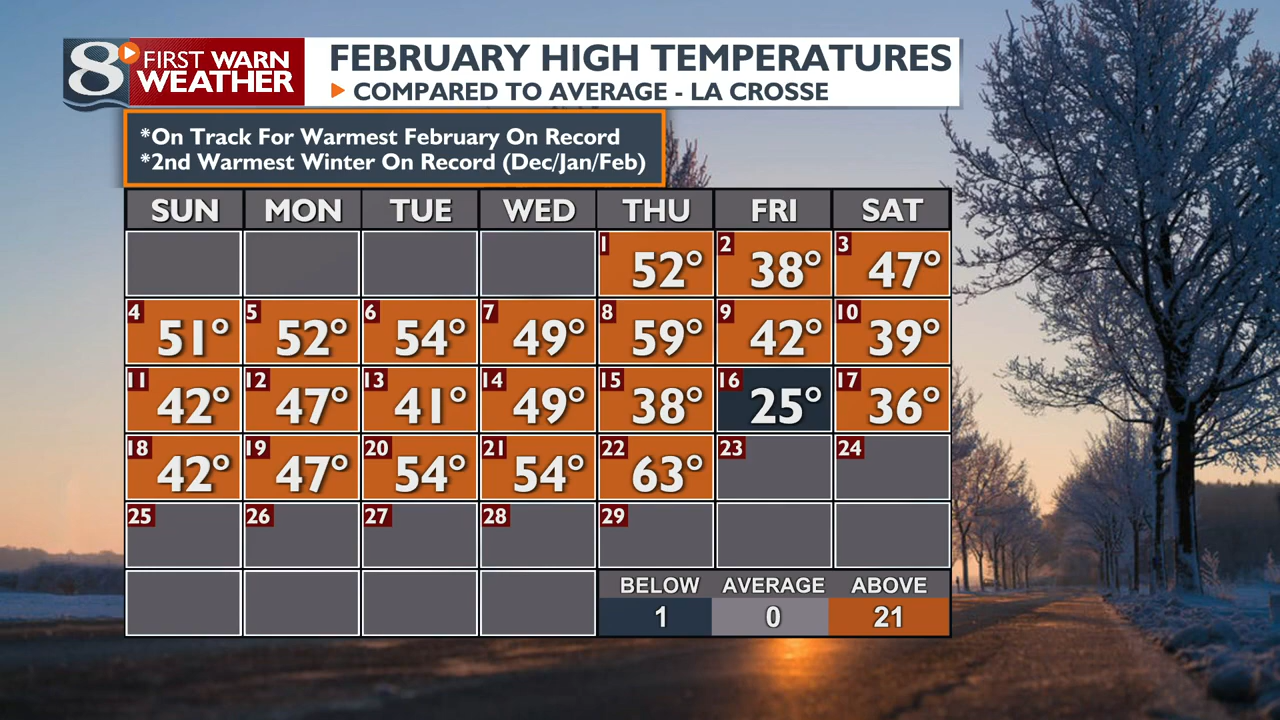 8 FIRST WARN
WEATHER
FEBRUARY HIGH TEMPERATURES
COMPARED TO AVERAGE - LA CROSSE
*On Track For Warmest February On Record
*2nd Warmest Winter On Record (Dec/Jan/Feb)
SUN MON TUE WED THU FRI SAT
1 2 3
52° 38° 47°
4 5 6 7 8 9 10
51° 52° 54° 49° 59° 42° 39°
11 12 13 14 15 16 17
42° 47° 41° 49° 38° 25° 36°
18 19 20 21 22 23 24
42° 47° 54° 54° 63°
25 26 27 28 29
BELOW AVERAGE ABOVE
1 0 21